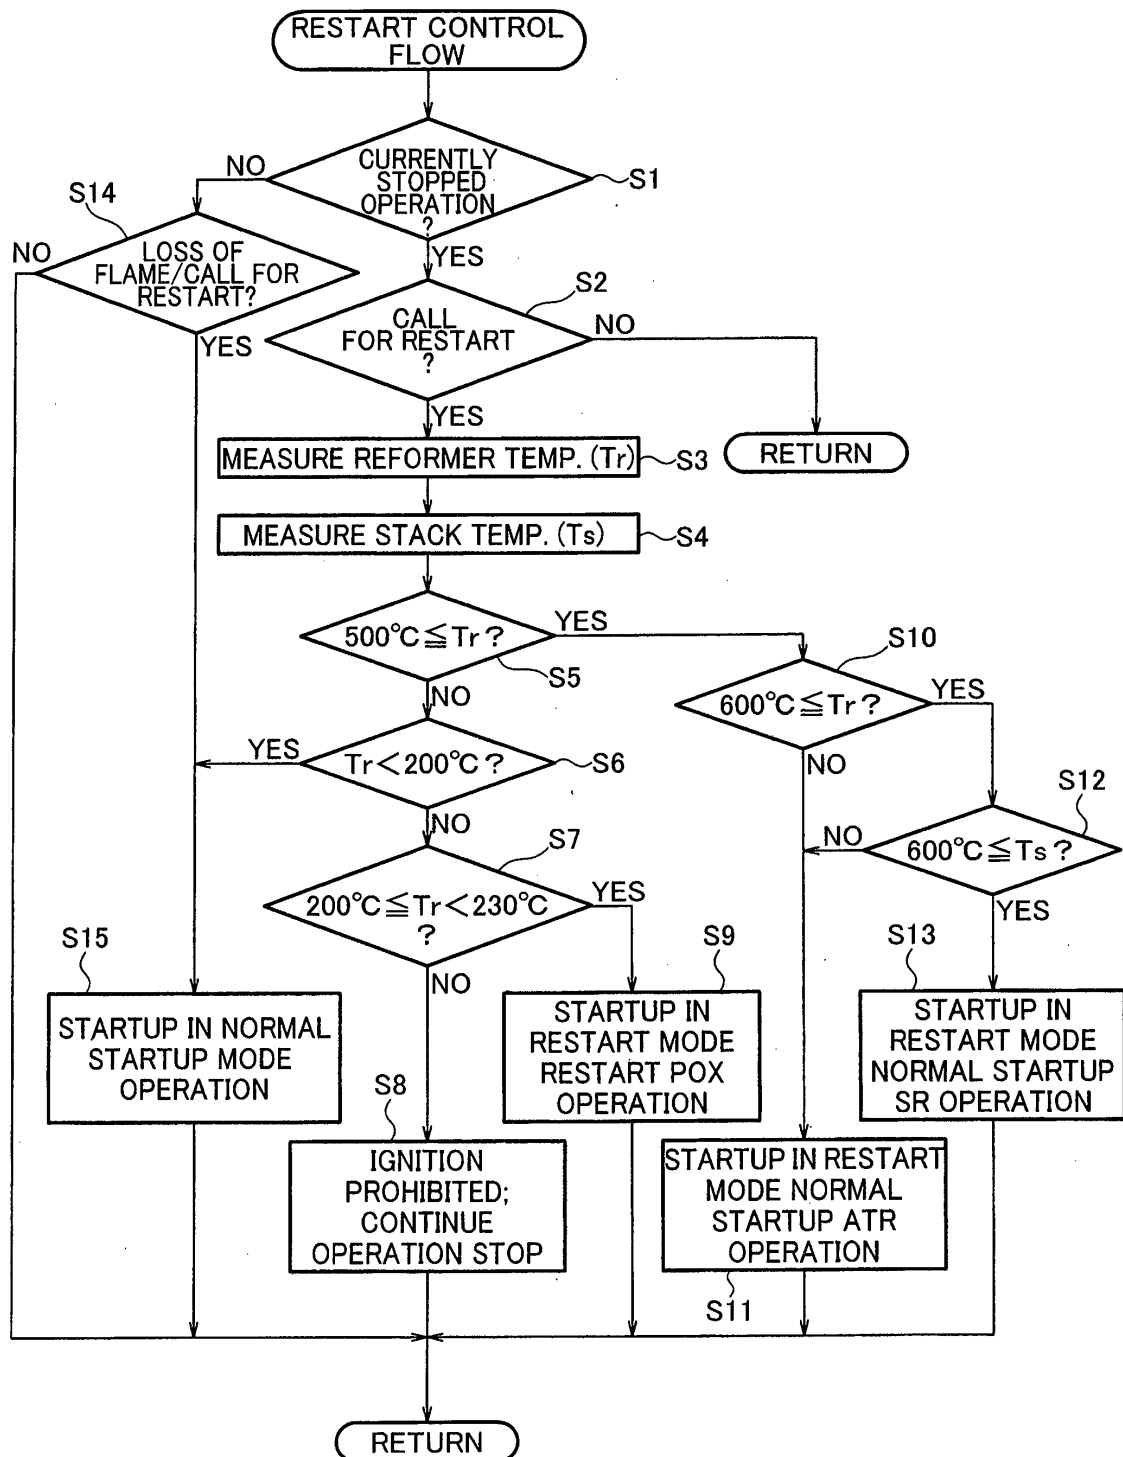 RESTART CONTROL
FLOW
CURRENTLY
STOPPED
OPERATION
?
S1
NO
YES
S14
LOSS OF
FLAME/CALL FOR
RESTART?
NO
YES
S2
CALL
FOR RESTART
?
NO
YES
RETURN
MEASURE REFORMER TEMP. (Tr)
S3
MEASURE STACK TEMP. (Ts)
S4
500℃≦Tr?
YES
S5
NO
S10
600℃≦Tr?
YES
NO
Tr<200℃?
YES
S6
NO
S12
600℃≦Ts?
NO
YES
S7
200℃≦Tr<230℃
?
YES
NO
S15
STARTUP IN NORMAL
STARTUP MODE
OPERATION
S9
STARTUP IN
RESTART MODE
RESTART POX
OPERATION
S13
STARTUP IN
RESTART MODE
NORMAL STARTUP
SR OPERATION
S8
IGNITION
PROHIBITED;
CONTINUE
OPERATION STOP
STARTUP IN RESTART
MODE NORMAL
STARTUP ATR
OPERATION
S11
RETURN